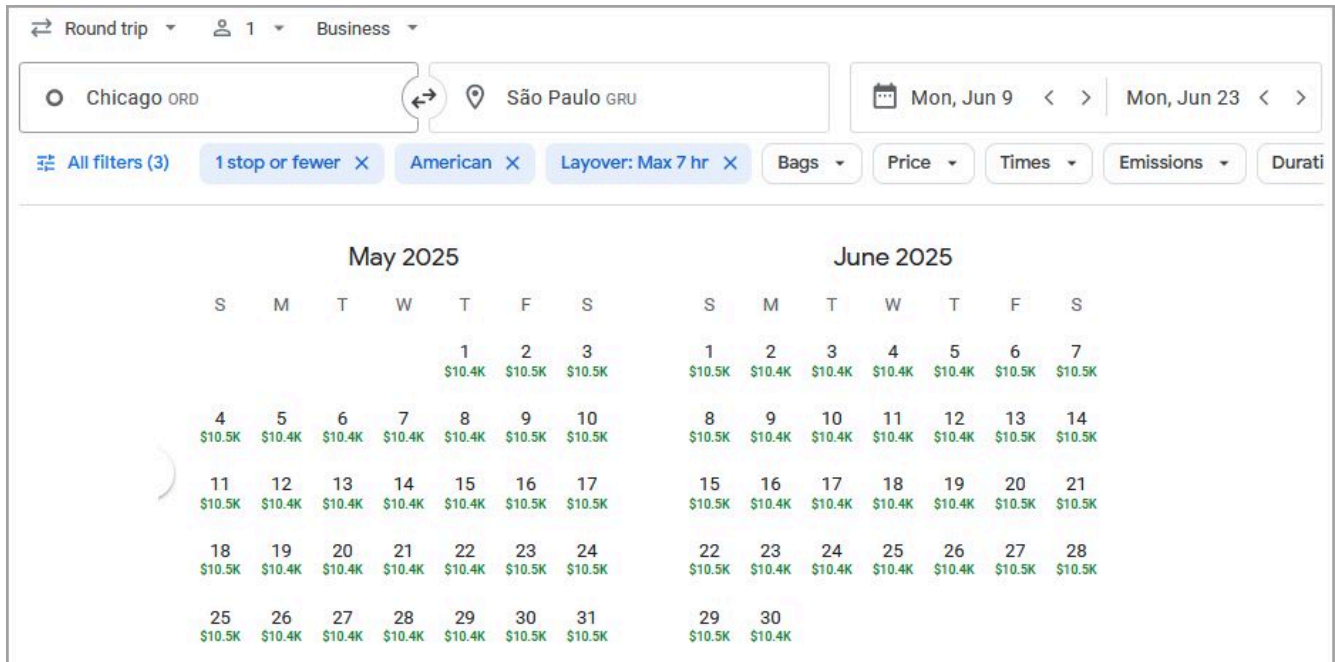 Round trip 1 Business
Chicago ORD São Paulo GRU Mon, Jun 9 Mon, Jun 23
All filters (3) 1 stop or fewer American Layover: Max 7 hr Bags Price Times Emissions Durati
May 2025 June 2025
S M T W T F S S M T W T F S
1 2 3 1 2 3 4 5 6 7
$10.4K $10.5K $10.5K $10.5K $10.4K $10.4K $10.4K $10.4K $10.5K $10.5K
4 5 6 7 8 9 10 8 9 10 11 12 13 14
$10.5K $10.4K $10.4K $10.4K $10.4K $10.5K $10.5K $10.5K $10.4K $10.4K $10.4K $10.4K $10.5K $10.5K
11 12 13 14 15 16 17 15 16 17 18 19 20 21
$10.5K $10.4K $10.4K $10.4K $10.4K $10.5K $10.5K $10.5K $10.4K $10.4K $10.4K $10.4K $10.5K $10.5K
18 19 20 21 22 23 24 22 23 24 25 26 27 28
$10.5K $10.4K $10.4K $10.4K $10.4K $10.5K $10.5K $10.5K $10.4K $10.4K $10.4K $10.4K $10.5K $10.5K
25 26 27 28 29 30 31 29 30
$10.5K $10.4K $10.4K $10.4K $10.4K $10.5K $10.5K $10.5K $10.4K